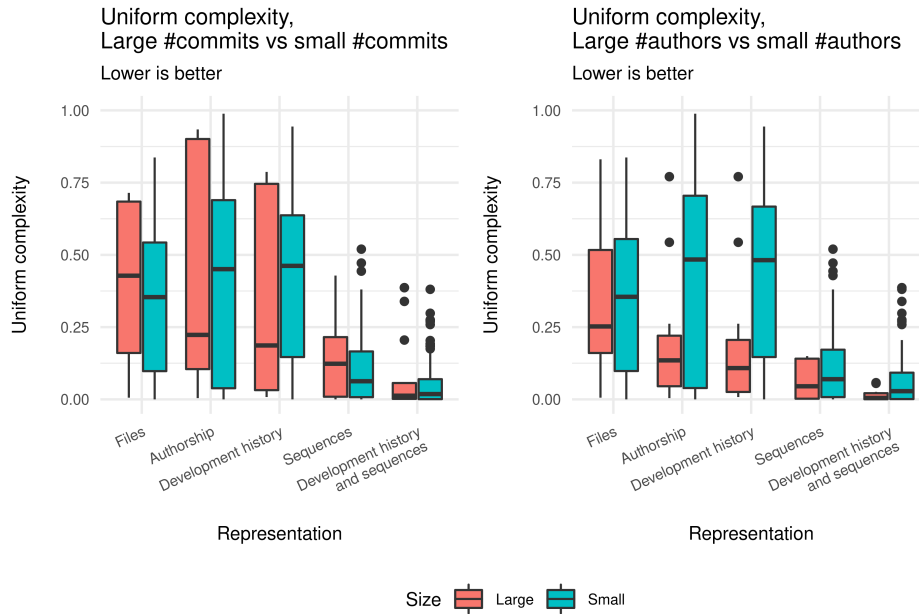 Uniform complexity,
Large #commits vs small #commits
Lower is better
Uniform complexity
1.00
0.75
0.50
0.25
0.00
Files
Authorship
Development history
Sequences
Development history
and sequences
Representation
Uniform complexity,
Large #authors vs small #authors
Lower is better
Uniform complexity
1.00
0.75
0.50
0.25
0.00
Files
Authorship
Development history
Sequences
Development history
and sequences
Representation
Size Large Small